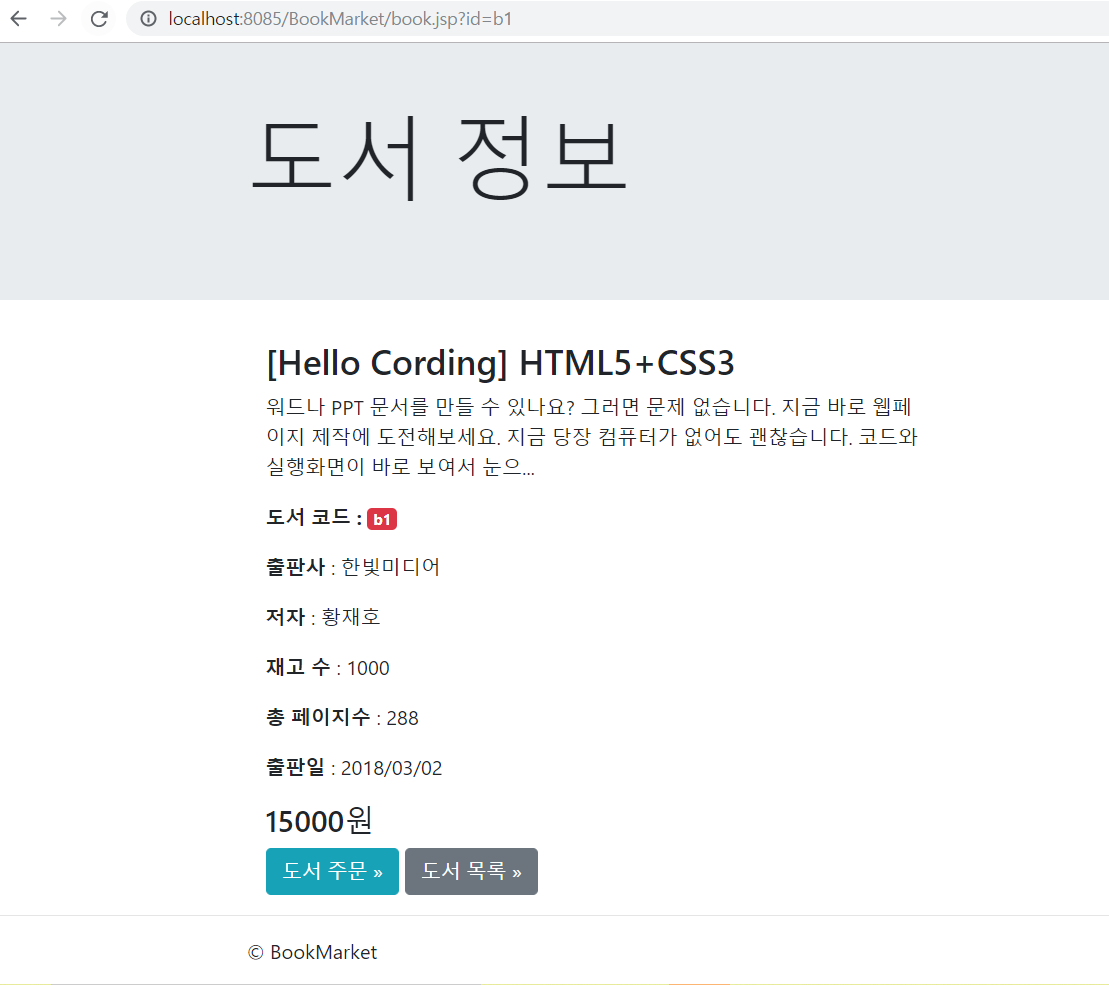 localhost:8085/BookMarket/book.jsp?id=b1
도서 정보
[Hello Cording] HTML5+CSS3
워드나 PPT 문서를 만들 수 있나요? 그러면 문제 없습니다. 지금 바로 웹페
이지 제작에 도전해보세요. 지금 당장 컴퓨터가 없어도 괜찮습니다. 코드와
실행화면이 바로 보여서 눈으...
도서 코드 : b1
출판사 : 한빛미디어
저자 : 황재호
재고 수 : 1000
총 페이지수 : 288
출판일 : 2018/03/02
15000원
도서 주문 » 도서 목록 »
© BookMarket